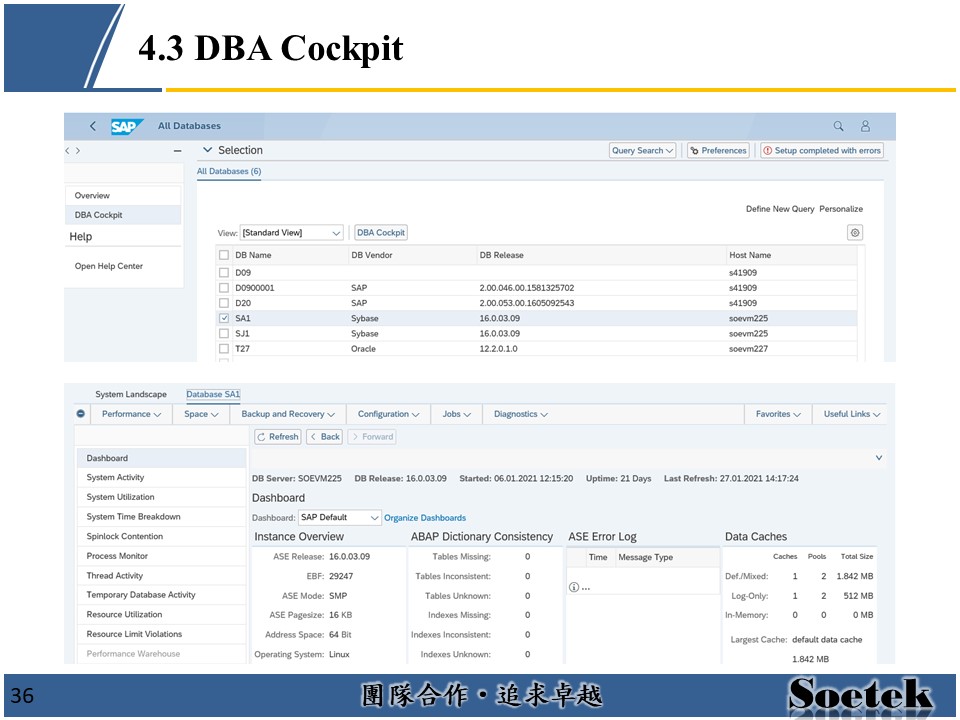 4.3 DBA Cockpit
SAP All Databases
Selection Query Search Preferences Setup completed with errors
All Databases (6)
Overview
DBA Cockpit
Help
Open Help Center
Define New Query Personalize
View: [Standard View] DBA Cockpit
DB Name DB Vendor DB Release Host Name
D09 s41909
D0900001 SAP 2.00.046.00.1581325702 s41909
D20 SAP 2.00.053.00.1605092543 s41909
SA1 Sybase 16.0.03.09 soevm225
SJ1 Sybase 16.0.03.09 soevm225
T27 Oracle 12.2.0.1.0 soevm227
System Landscape Database SA1
Performance Space Backup and Recovery Configuration Jobs Diagnostics Favorites Useful Links
Refresh Back Forward
Dashboard
System Activity
System Utilization
System Time Breakdown
Spinlock Contention
Process Monitor
Thread Activity
Temporary Database Activity
Resource Utilization
Resource Limit Violations
Performance Warehouse
DB Server: SOEVM225 DB Release: 16.0.03.09 Started: 06.01.2021 12:15:20 Uptime: 21 Days Last Refresh: 27.01.2021 14:17:24
Dashboard
Dashboard: SAP Default Organize Dashboards
Instance Overview
ASE Release: 16.0.03.09
EBF: 29247
ASE Mode: SMP
ASE Pagesize: 16 KB
Address Space: 64 Bit
Operating System: Linux
ABAP Dictionary Consistency
Tables Missing: 0
Tables Inconsistent: 0
Tables Unknown: 0
Indexes Missing: 0
Indexes Inconsistent: 0
Indexes Unknown: 0
ASE Error Log
Time Message Type
...
Data Caches
Caches Pools Total Size
Def./Mixed: 1 2 1.842 MB
Log-Only: 1 2 512 MB
In-Memory: 0 0 0 MB
Largest Cache: default data cache
1.842 MB
36 團隊合作・追求卓越 Soetek